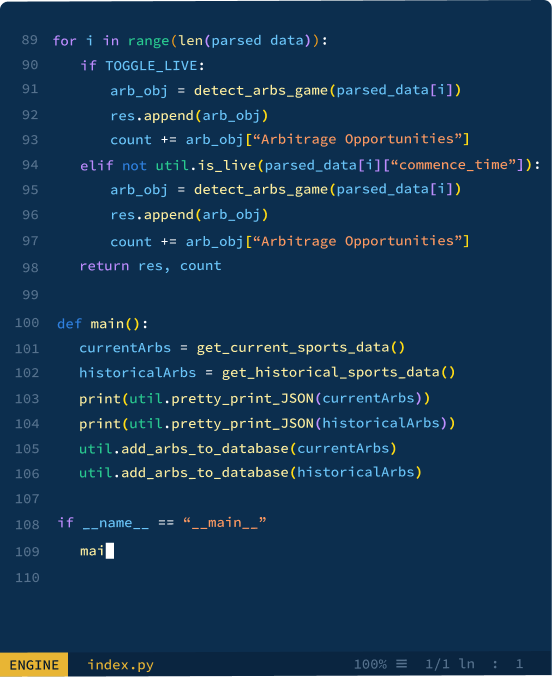 89 for i in range(len(parsed data)):
90 if TOGGLE_LIVE:
91 arb_obj = detect_arbs_game(parsed_data[i])
92 res.append(arb_obj)
93 count += arb_obj[“Arbitrage Opportunities”]
94 elif not util.is_live(parsed_data[i][“commence_time”]):
95 arb_obj = detect_arbs_game(parsed_data[i])
96 res.append(arb_obj)
97 count += arb_obj[“Arbitrage Opportunities”]
98 return res, count
99
100 def main():
101 currentArbs = get_current_sports_data()
102 historicalArbs = get_historical_sports_data()
103 print(util.pretty_print_JSON(currentArbs))
104 print(util.pretty_print_JSON(historicalArbs))
105 util.add_arbs_to_database(currentArbs)
106 util.add_arbs_to_database(historicalArbs)
107
108 if __name__ == “__main__”
109 mai
110
ENGINE index.py 100% ☰ 1/1 ln : 1